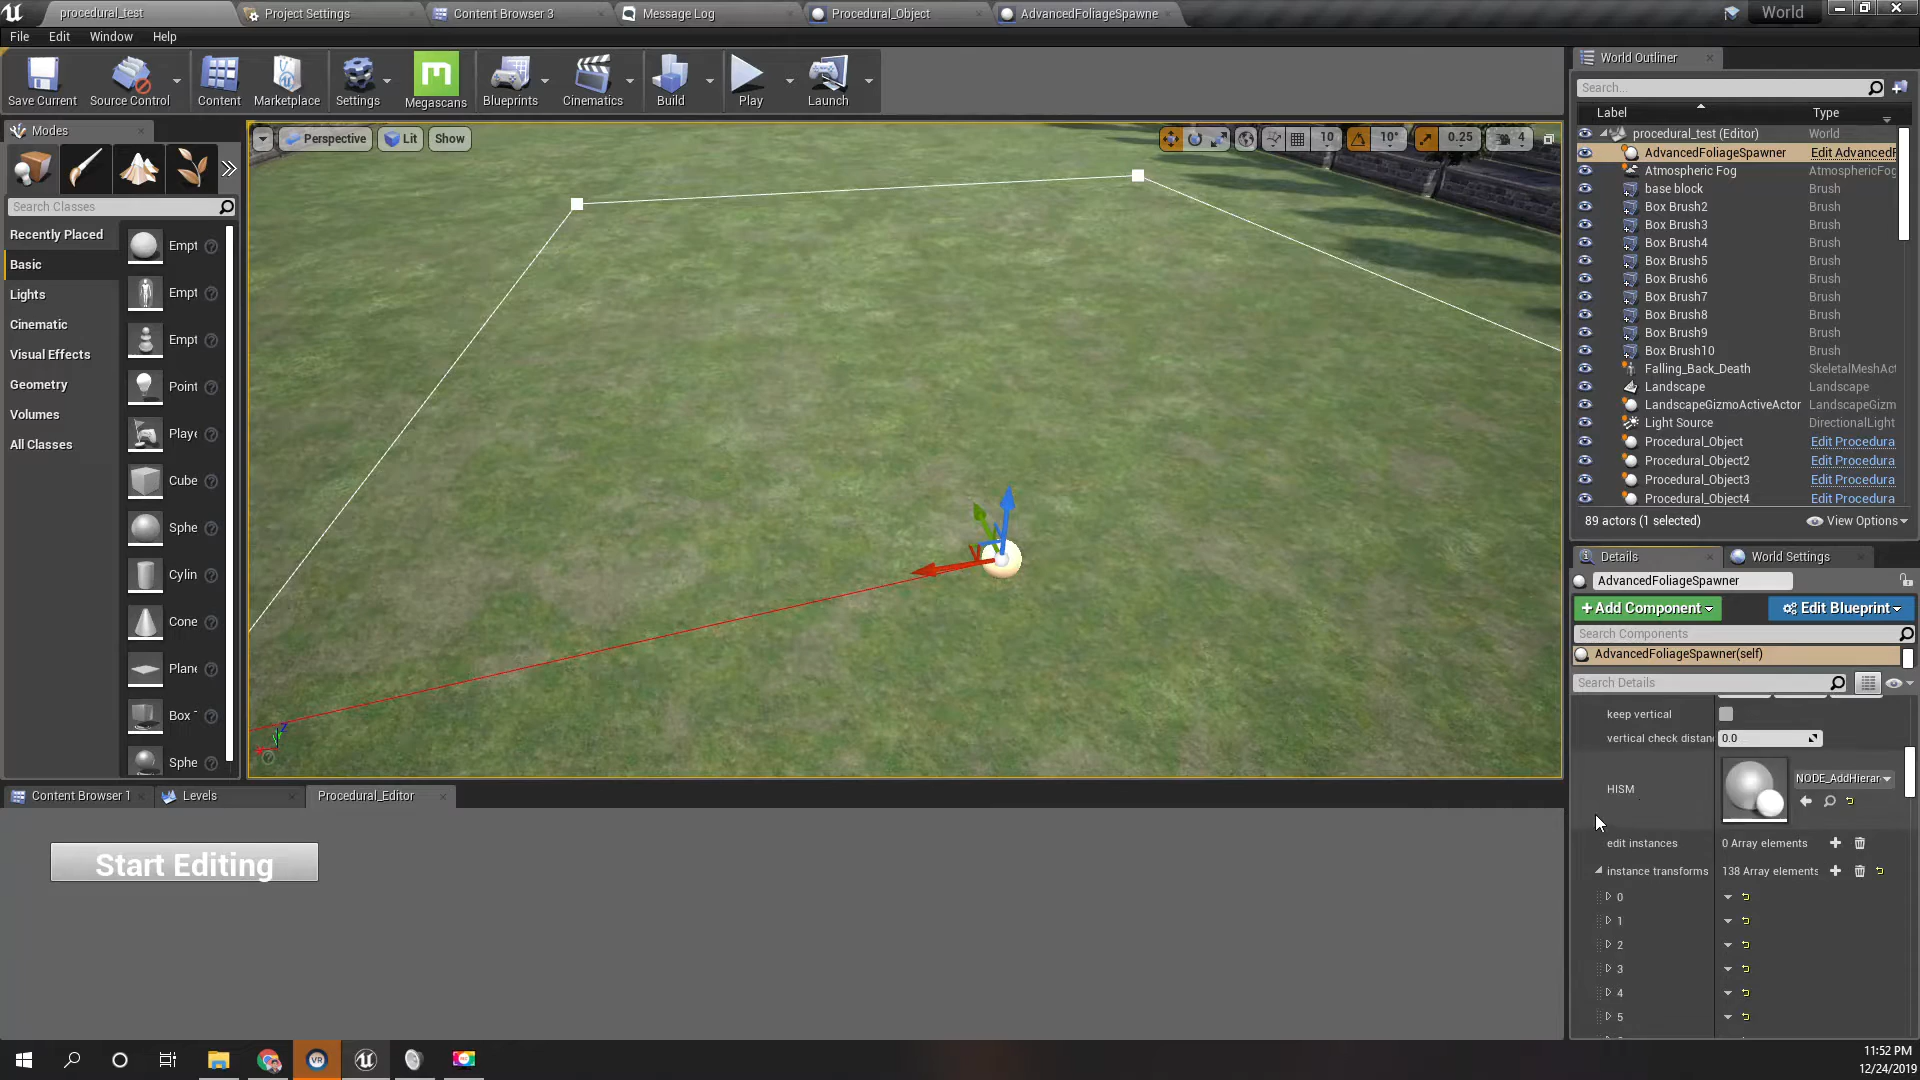 procedural_test
Project Settings
Content Browser 3
Message Log
Procedural_Object
AdvancedFoliageSpawne
World
File
Edit
Window
Help
Save Current
Source Control
Content
Marketplace
Settings
Megascans
Blueprints
Cinematics
Build
Play
Launch
World Outliner
Search...
Label
Type
procedural_test (Editor)
World
AdvancedFoliageSpawner
Edit AdvancedF
Atmospheric Fog
AtmosphericFog
base block
Brush
Box Brush2
Brush
Box Brush3
Brush
Box Brush4
Brush
Box Brush5
Brush
Box Brush6
Brush
Box Brush7
Brush
Box Brush8
Brush
Box Brush9
Brush
Box Brush10
Brush
Falling_Back_Death
SkeletalMeshAct
Landscape
Landscape
LandscapeGizmoActiveActor
LandscapeGizm
Light Source
DirectionalLight
Procedural_Object
Edit Procedura
Procedural_Object2
Edit Procedura
Procedural_Object3
Edit Procedura
Procedural_Object4
Edit Procedura
89 actors (1 selected)
View Options
Modes
Search Classes
Recently Placed
Basic
Lights
Cinematic
Visual Effects
Geometry
Volumes
All Classes
Empt
Empt
Empt
Point
Playe
Cube
Sphe
Cylin
Cone
Plane
Box
Sphe
Perspective
Lit
Show
10
10°
0.25
4
Details
World Settings
AdvancedFoliageSpawner
+Add Component
Edit Blueprint
Search Components
AdvancedFoliageSpawner(self)
Search Details
keep vertical
vertical check distan
0.0
HISM
NODE_AddHierar
edit instances
0 Array elements
instance transforms
138 Array elements
0
1
2
3
4
5
Content Browser 1
Levels
Procedural_Editor
Start Editing
11:52 PM
12/24/2019